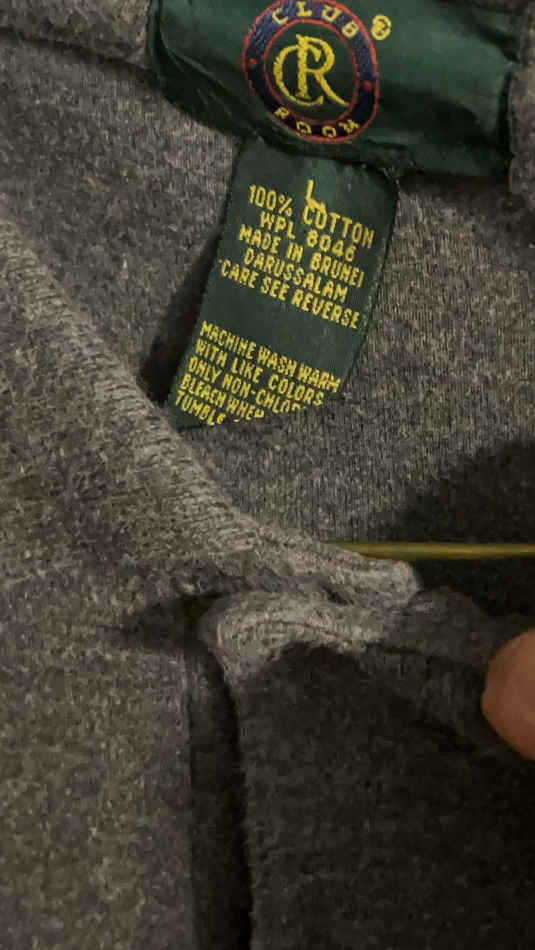 CLUB ®
CR
ROOM
L
100% COTTON
WPL 8046
MADE IN BRUNEI
DARUSSALAM
CARE SEE REVERSE
MACHINE WASH WARM
WITH LIKE COLORS
ONLY NON-CHLOR
BLEACH WHEN
TUMBLE